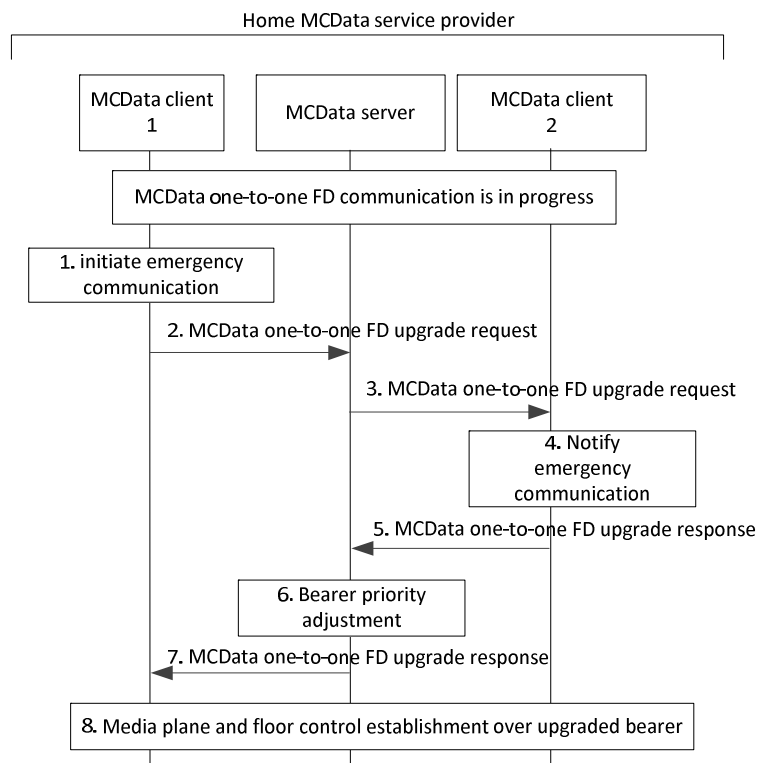 Home MCData service provider
MCData client
1
MCData server
MCData client
2
MCData one-to-one FD communication is in progress
1. initiate emergency
communication
2. MCData one-to-one FD upgrade request
3. MCData one-to-one FD upgrade request
4. Notify
emergency
communication
5. MCData one-to-one FD upgrade response
6. Bearer priority
adjustment
7. MCData one-to-one FD upgrade response
8. Media plane and floor control establishment over upgraded bearer